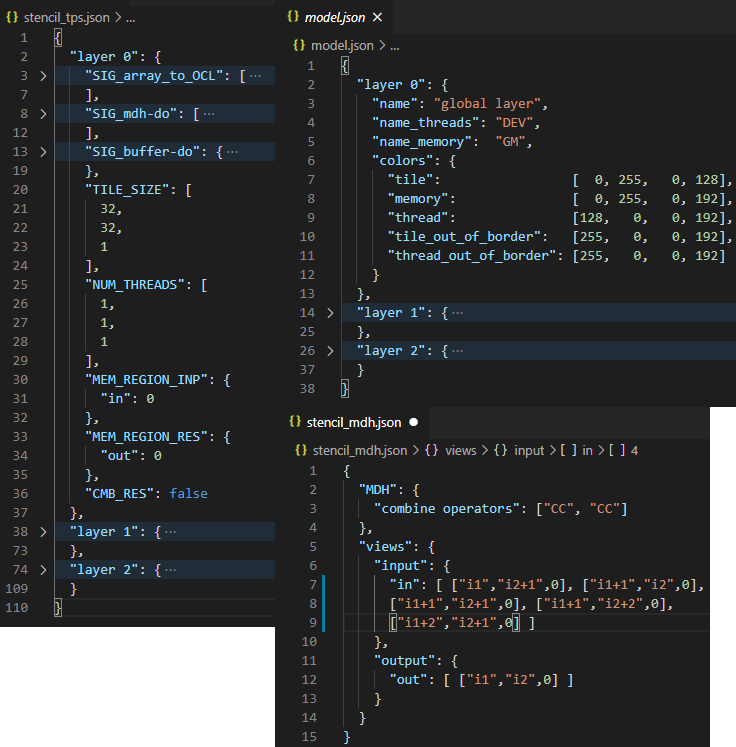 stencil_tps.json > ...
1 {
2 "layer 0": {
3 "SIG_array_to_OCL": [ ...
7 ],
8 "SIG_mdh-do": [ ...
12 ],
13 "SIG_buffer-do": { ...
19 },
20 "TILE_SIZE": [
21 32,
22 32,
23 1
24 ],
25 "NUM_THREADS": [
26 1,
27 1,
28 1
29 ],
30 "MEM_REGION_INP": {
31 "in": 0
32 },
33 "MEM_REGION_RES": {
34 "out": 0
35 },
36 "CMB_RES": false
37 },
38 "layer 1": { ...
73 },
74 "layer 2": { ...
109 }
110 }
model.json
model.json > ...
1 {
2 "layer 0": {
3 "name": "global layer",
4 "name_threads": "DEV",
5 "name_memory": "GM",
6 "colors": {
7 "tile": [ 0, 255, 0, 128],
8 "memory": [ 0, 255, 0, 192],
9 "thread": [128, 0, 0, 192],
10 "tile_out_of_border": [255, 0, 0, 192],
11 "thread_out_of_border": [255, 0, 0, 192]
12 }
13 },
14 "layer 1": { ...
25 },
26 "layer 2": { ...
37 }
38 }
stencil_mdh.json
stencil_mdh.json > {} views > {} input > [ ] in > [ ] 4
1 {
2 "MDH": {
3 "combine operators": ["CC", "CC"]
4 },
5 "views": {
6 "input": {
7 "in": [ ["i1","i2+1",0], ["i1+1","i2",0],
8 ["i1+1","i2+1",0], ["i1+1","i2+2",0],
9 ["i1+2","i2+1",0] ]
10 },
11 "output": {
12 "out": [ ["i1","i2",0] ]
13 }
14 }
15 }